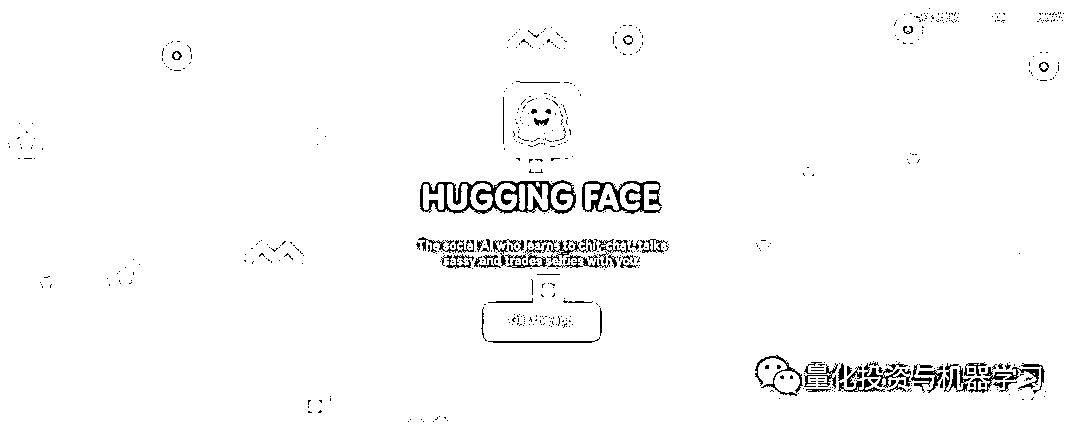 HUGGING FACE
The social AI who learns to chit-chat, talks
sassy and trades selfies with you
量化投资与机器学习